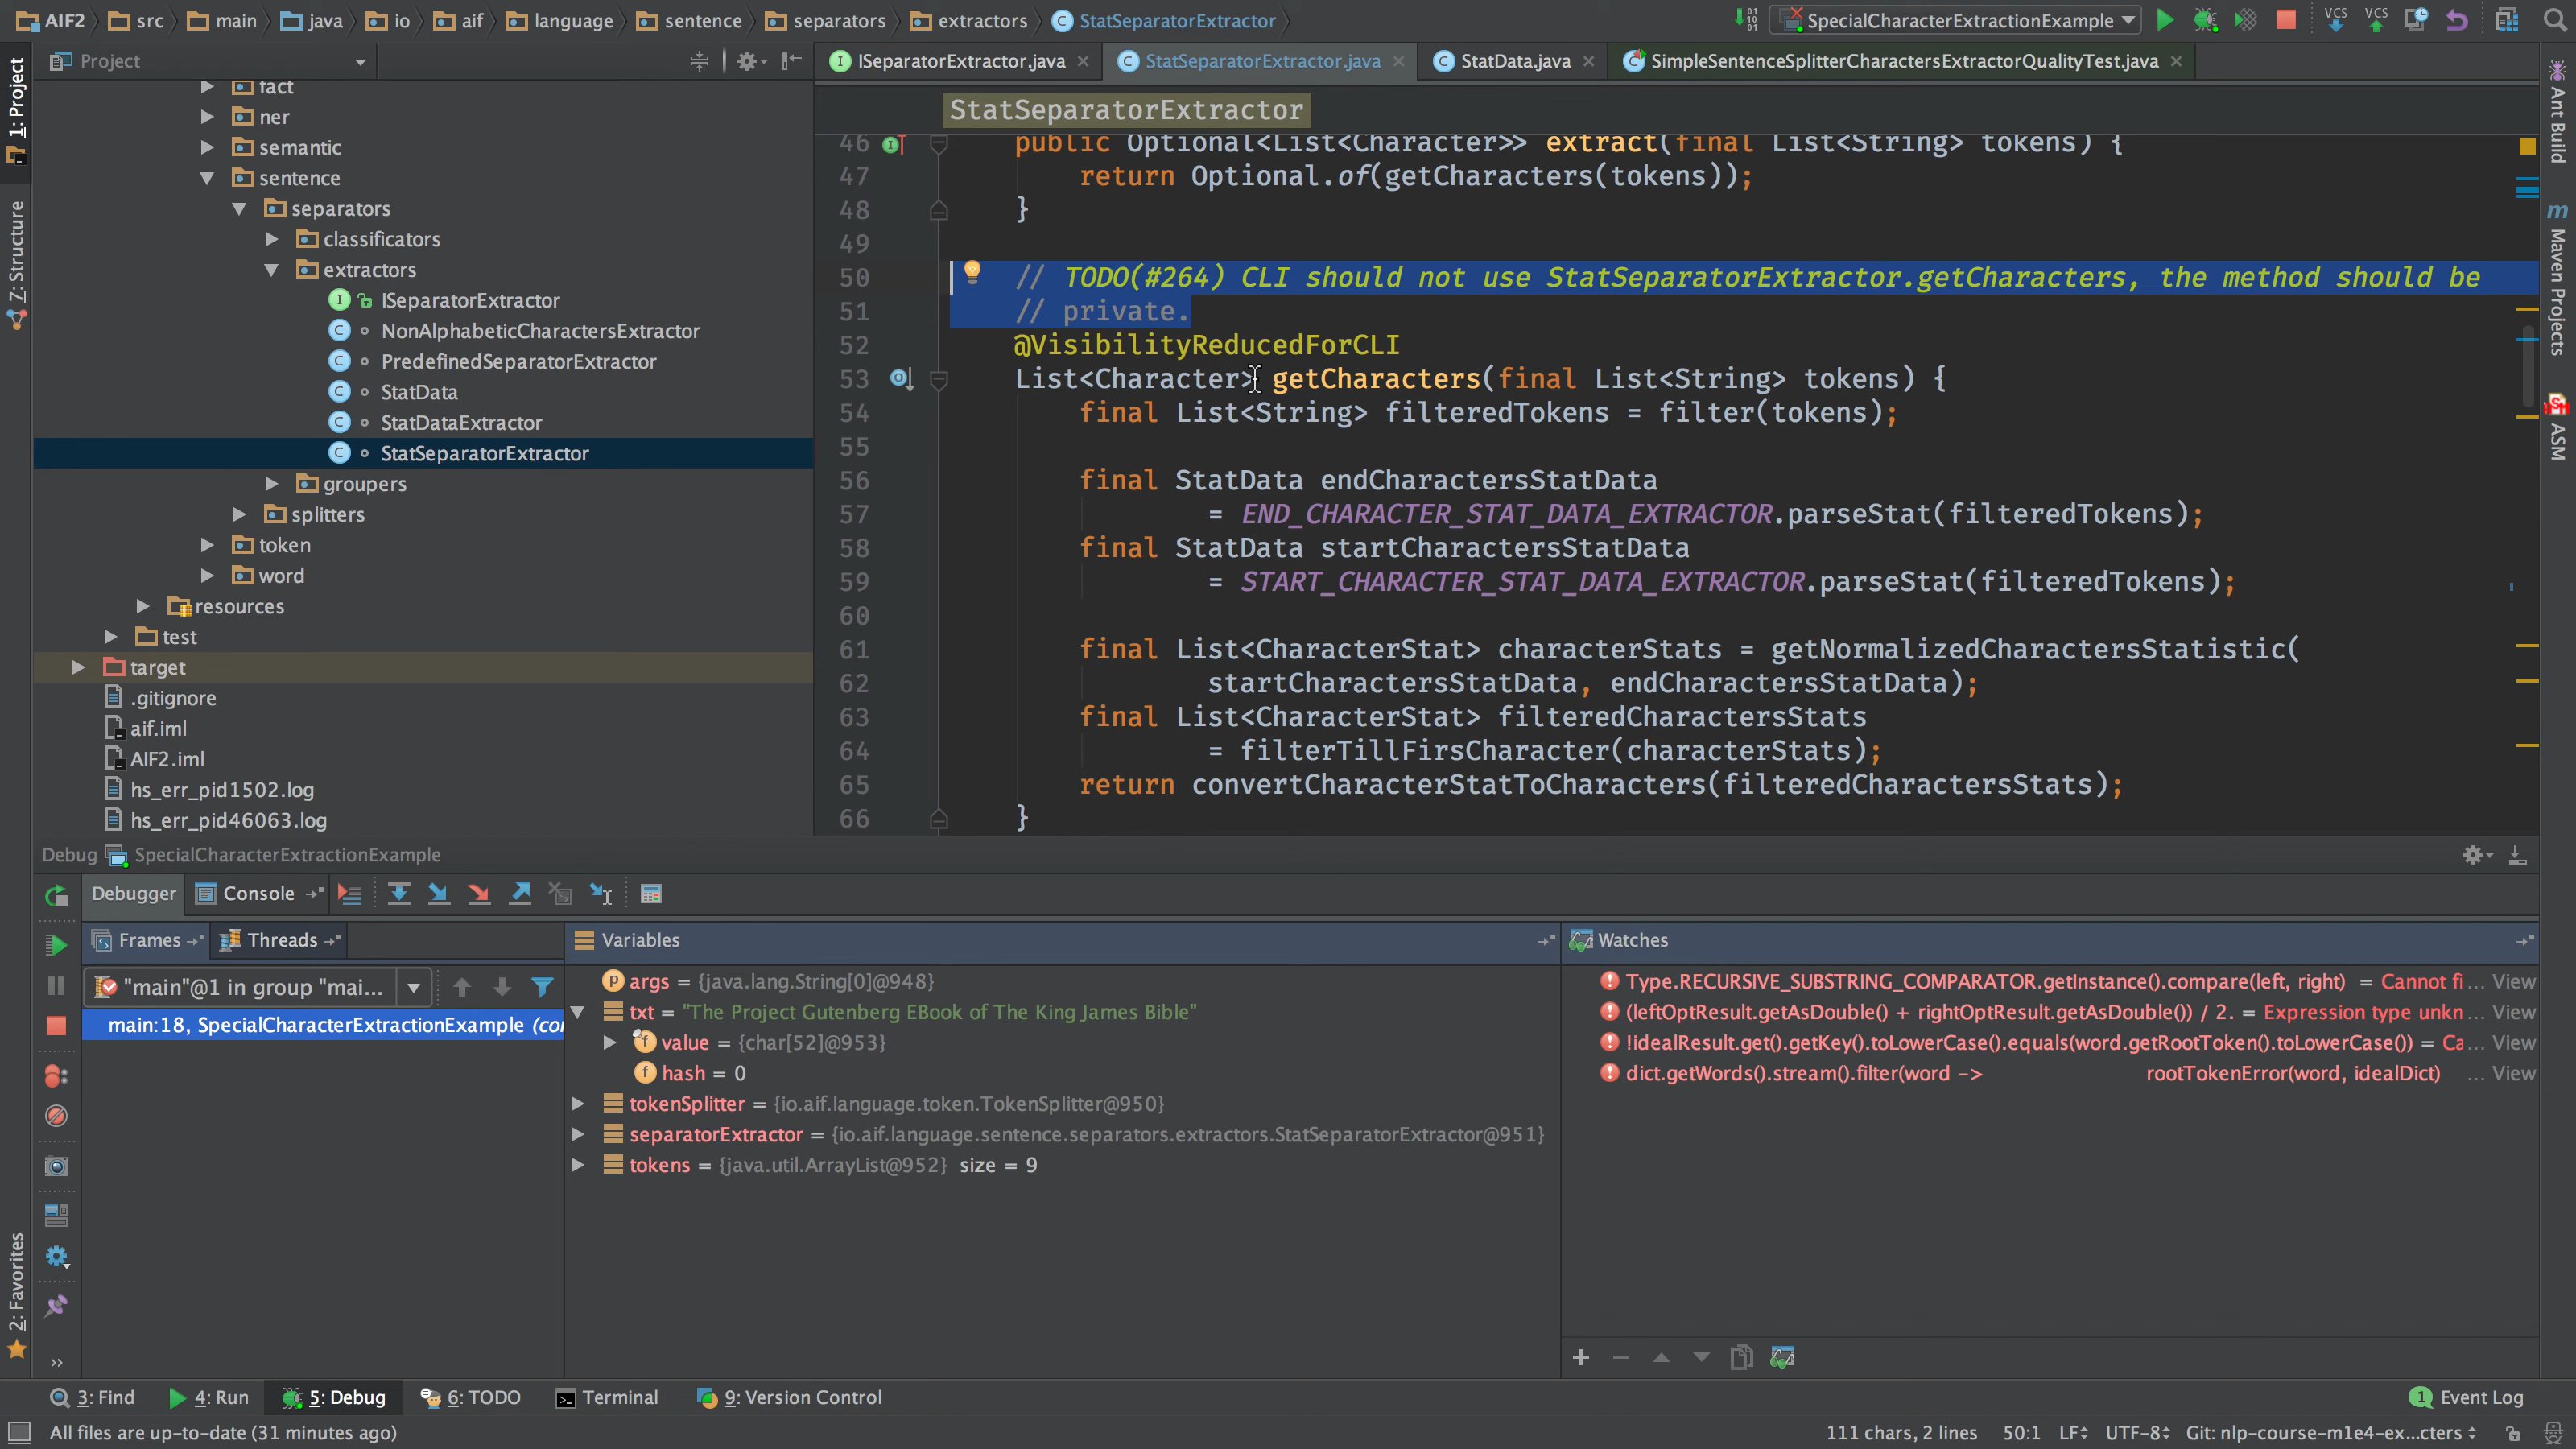 AIF2 src main java io aif language sentence separators extractors StatSeparatorExtractor
SpecialCharacterExtractionExample
1: Project
Z: Structure
2: Favorites
Project
fact
ner
semantic
sentence
separators
classificators
extractors
ISeparatorExtractor
NonAlphabeticCharactersExtractor
PredefinedSeparatorExtractor
StatData
StatDataExtractor
StatSeparatorExtractor
groupers
splitters
token
word
resources
test
target
.gitignore
aif.iml
AIF2.iml
hs_err_pid1502.log
hs_err_pid46063.log
ISeparatorExtractor.java StatSeparatorExtractor.java StatData.java SimpleSentenceSplitterCharactersExtractorQualityTest.java
StatSeparatorExtractor
46 public Optional<List<Character>> extract(final List<String> tokens) {
47 return Optional.of(getCharacters(tokens));
48 }
49
50 // TODO(#264) CLI should not use StatSeparatorExtractor.getCharacters, the method should be
51 // private.
52 @VisibilityReducedForCLI
53 List<Character> getCharacters(final List<String> tokens) {
54 final List<String> filteredTokens = filter(tokens);
55
56 final StatData endCharactersStatData
57 = END_CHARACTER_STAT_DATA_EXTRACTOR.parseStat(filteredTokens);
58 final StatData startCharactersStatData
59 = START_CHARACTER_STAT_DATA_EXTRACTOR.parseStat(filteredTokens);
60
61 final List<CharacterStat> characterStats = getNormalizedCharactersStatistic(
62 startCharactersStatData, endCharactersStatData);
63 final List<CharacterStat> filteredCharactersStats
64 = filterTillFirsCharacter(characterStats);
65 return convertCharacterStatToCharacters(filteredCharactersStats);
66 }
Ant Build
m Maven Projects
ASM
Debug SpecialCharacterExtractionExample
Debugger Console
Frames Threads
"main"@1 in group "mai...
main:18, SpecialCharacterExtractionExample (co
Variables
args = {java.lang.String[0]@948}
txt = "The Project Gutenberg EBook of The King James Bible"
value = {char[52]@953}
hash = 0
tokenSplitter = {io.aif.language.token.TokenSplitter@950}
separatorExtractor = {io.aif.language.sentence.separators.extractors.StatSeparatorExtractor@951}
tokens = {java.util.ArrayList@952} size = 9
Watches
Type.RECURSIVE_SUBSTRING_COMPARATOR.getInstance().compare(left, right) = Cannot fi... View
(leftOptResult.getAsDouble() + rightOptResult.getAsDouble()) / 2. = Expression type unkn... View
!idealResult.get().getKey().toLowerCase().equals(word.getRootToken().toLowerCase()) = Ca... View
dict.getWords().stream().filter(word -> rootTokenError(word, idealDict) ... View
3: Find 4: Run 5: Debug 6: TODO Terminal 9: Version Control 1 Event Log
All files are up-to-date (31 minutes ago) 111 chars, 2 lines 50:1 LF UTF-8 Git: nlp-course-m1e4-ex...cters